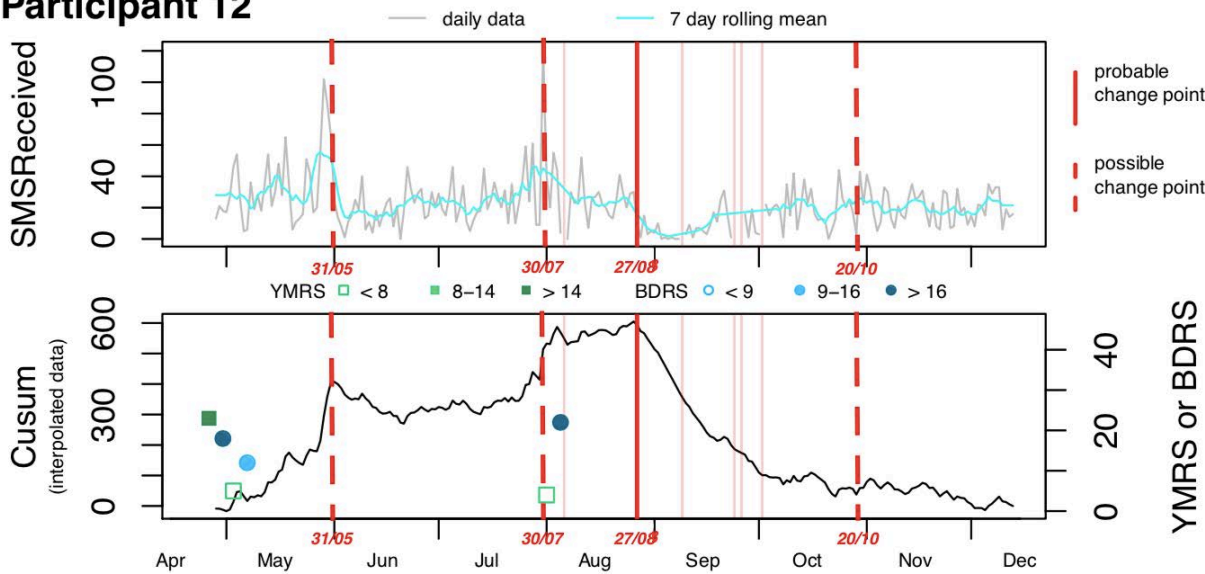 Participant 12
daily data 7 day rolling mean
SMSReceived
100
40
0
probable
change point
possible
change point
31/05 30/07 27/08 20/10
YMRS < 8 8–14 > 14 BDRS < 9 9–16 > 16
Cusum
(interpolated data)
600
300
0
40
20
0
YMRS or BDRS
31/05 30/07 27/08 20/10
Apr May Jun Jul Aug Sep Oct Nov Dec